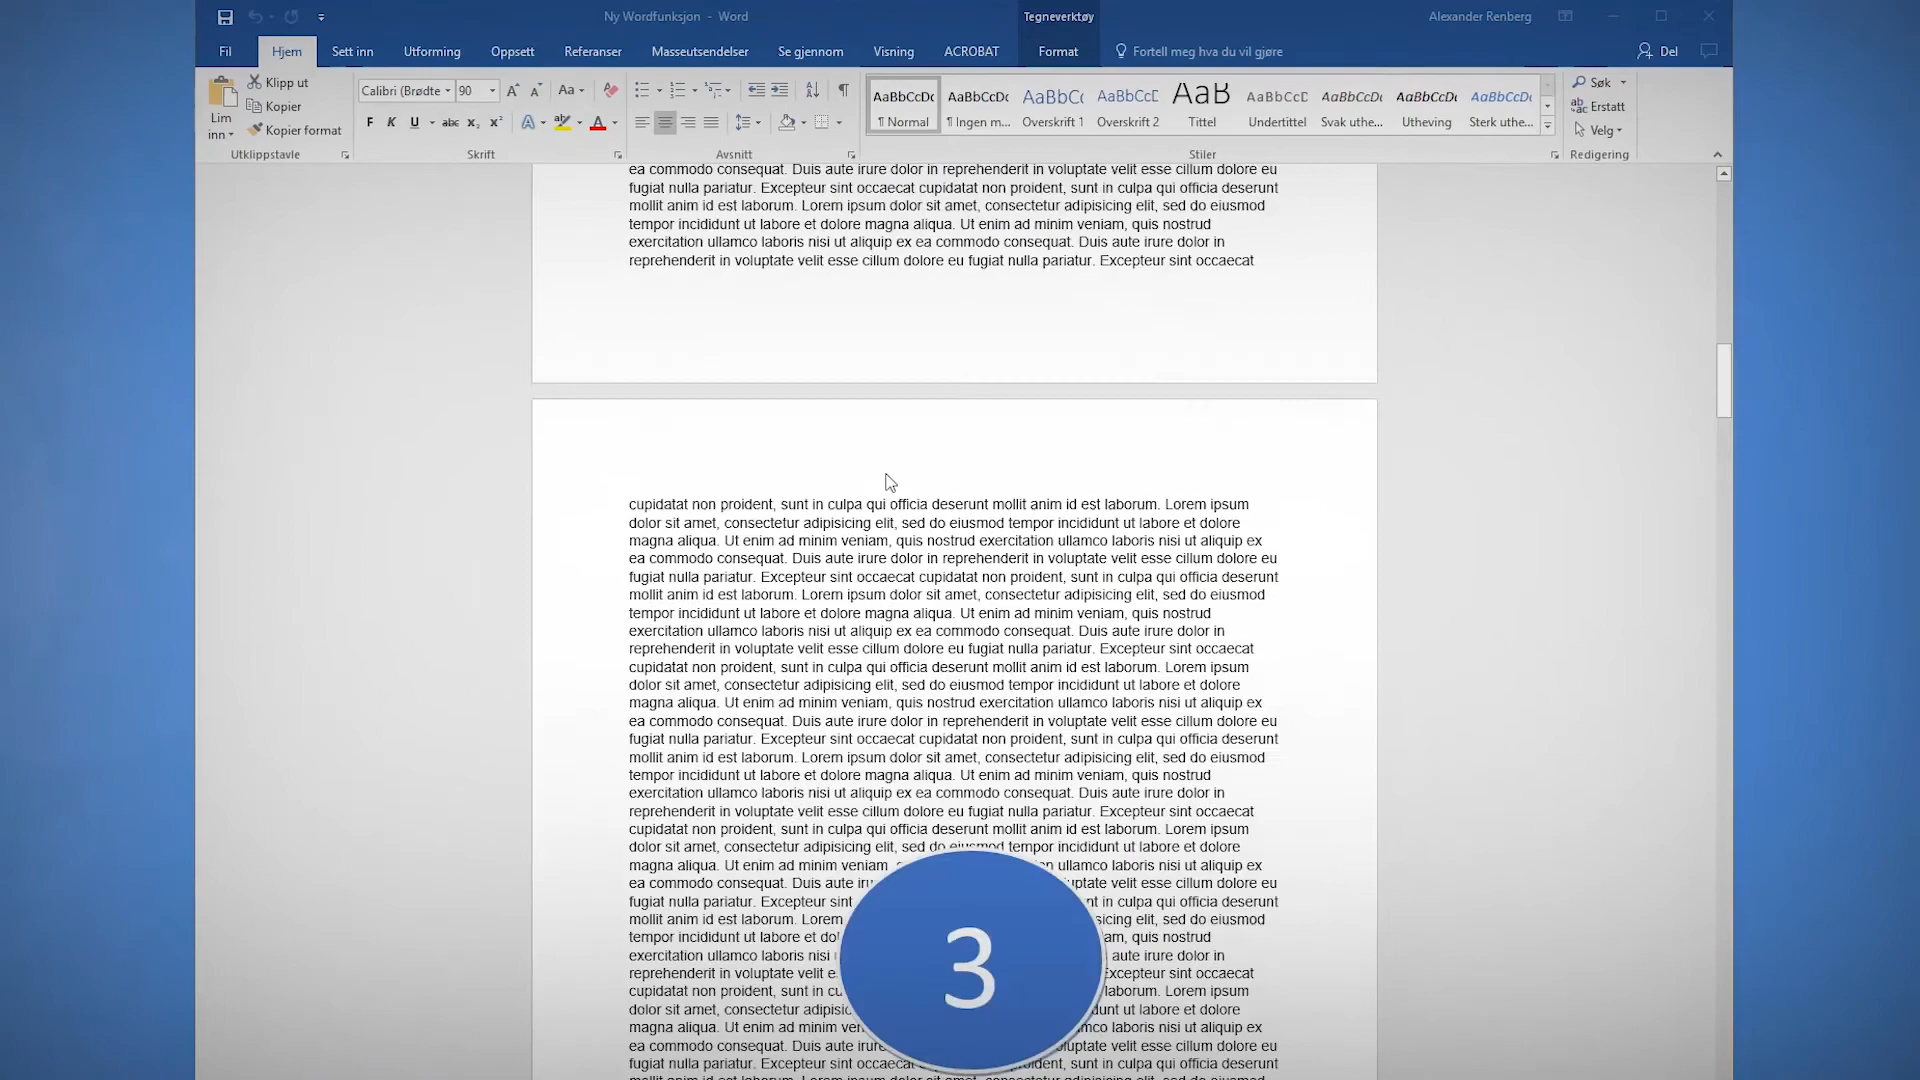 Ny Wordfunksjon - Word
Tegneverktøy
Alexander Renberg
Fil
Hjem
Sett inn
Utforming
Oppsett
Referanser
Masseutsendelser
Se gjennom
Visning
ACROBAT
Format
Fortell meg hva du vil gjøre
Del
Lim
inn
Klipp ut
Kopier
Kopier format
Utklippstavle
Calibri (Brødte
90
Aa
F K U abc x₂ x² A ab A
Skrift
Avsnitt
AaBbCcDc
¶ Normal
AaBbCcDc
¶ Ingen m...
AaBbCc
Overskrift 1
AaBbCcD
Overskrift 2
AaB
Tittel
AaBbCcD
Undertittel
AaBbCcDc
Svak uthe...
AaBbCcDc
Utheving
AaBbCcDc
Sterk uthe...
Stiler
Søk
Erstatt
Velg
Redigering
ea commodo consequat. Duis aute irure dolor in reprehenderit in voluptate velit esse cillum dolore eu
fugiat nulla pariatur. Excepteur sint occaecat cupidatat non proident, sunt in culpa qui officia deserunt
mollit anim id est laborum. Lorem ipsum dolor sit amet, consectetur adipisicing elit, sed do eiusmod
tempor incididunt ut labore et dolore magna aliqua. Ut enim ad minim veniam, quis nostrud
exercitation ullamco laboris nisi ut aliquip ex ea commodo consequat. Duis aute irure dolor in
reprehenderit in voluptate velit esse cillum dolore eu fugiat nulla pariatur. Excepteur sint occaecat
cupidatat non proident, sunt in culpa qui officia deserunt mollit anim id est laborum. Lorem ipsum
dolor sit amet, consectetur adipisicing elit, sed do eiusmod tempor incididunt ut labore et dolore
magna aliqua. Ut enim ad minim veniam, quis nostrud exercitation ullamco laboris nisi ut aliquip ex
ea commodo consequat. Duis aute irure dolor in reprehenderit in voluptate velit esse cillum dolore eu
fugiat nulla pariatur. Excepteur sint occaecat cupidatat non proident, sunt in culpa qui officia deserunt
mollit anim id est laborum. Lorem ipsum dolor sit amet, consectetur adipisicing elit, sed do eiusmod
tempor incididunt ut labore et dolore magna aliqua. Ut enim ad minim veniam, quis nostrud
exercitation ullamco laboris nisi ut aliquip ex ea commodo consequat. Duis aute irure dolor in
reprehenderit in voluptate velit esse cillum dolore eu fugiat nulla pariatur. Excepteur sint occaecat
cupidatat non proident, sunt in culpa qui officia deserunt mollit anim id est laborum. Lorem ipsum
dolor sit amet, consectetur adipisicing elit, sed do eiusmod tempor incididunt ut labore et dolore
magna aliqua. Ut enim ad minim veniam, quis nostrud exercitation ullamco laboris nisi ut aliquip ex
ea commodo consequat. Duis aute irure dolor in reprehenderit in voluptate velit esse cillum dolore eu
fugiat nulla pariatur. Excepteur sint occaecat cupidatat non proident, sunt in culpa qui officia deserunt
mollit anim id est laborum. Lorem ipsum dolor sit amet, consectetur adipisicing elit, sed do eiusmod
tempor incididunt ut labore et dolore magna aliqua. Ut enim ad minim veniam, quis nostrud
exercitation ullamco laboris nisi ut aliquip ex ea commodo consequat. Duis aute irure dolor in
reprehenderit in voluptate velit esse cillum dolore eu fugiat nulla pariatur. Excepteur sint occaecat
cupidatat non proident, sunt in culpa qui officia deserunt mollit anim id est laborum. Lorem ipsum
dolor sit amet, consectetur adipisicing elit, sed do eiusmod tempor incididunt ut labore et dolore
magna aliqua. Ut enim ad minim veniam, ullamco laboris nisi ut aliquip ex
ea commodo consequat. Duis aute velit esse cillum dolore eu
fugiat nulla pariatur. Excepteur sint in culpa qui officia deserunt
mollit anim id est laborum. Lorem elit, sed do eiusmod
tempor incididunt ut labore et quis nostrud
exercitation ullamco laboris nisi aute irure dolor in
reprehenderit in voluptate velit Excepteur sint occaecat
cupidatat non proident, sunt in laborum. Lorem ipsum
dolor sit amet, consectetur ut labore et dolore
magna aliqua. Ut enim ad minim laboris nisi ut aliquip ex
ea commodo consequat. Duis aute velit esse cillum dolore eu
fugiat nulla pariatur. Excepteur sint sunt in culpa qui officia deserunt
3